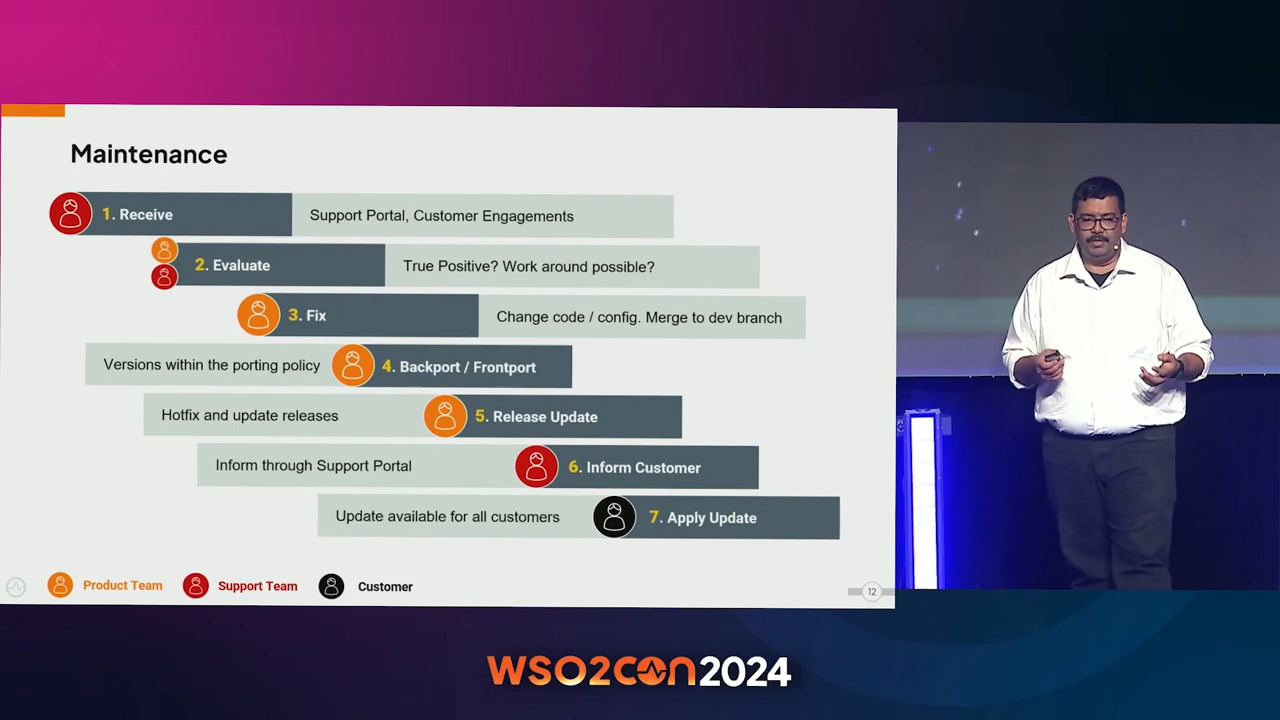 Maintenance
1. Receive
Support Portal, Customer Engagements
2. Evaluate
True Positive? Work around possible?
3. Fix
Change code / config. Merge to dev branch
Versions within the porting policy
4. Backport / Frontport
Hotfix and update releases
5. Release Update
Inform through Support Portal
6. Inform Customer
Update available for all customers
7. Apply Update
Product Team
Support Team
Customer
12
WSO2CON2024